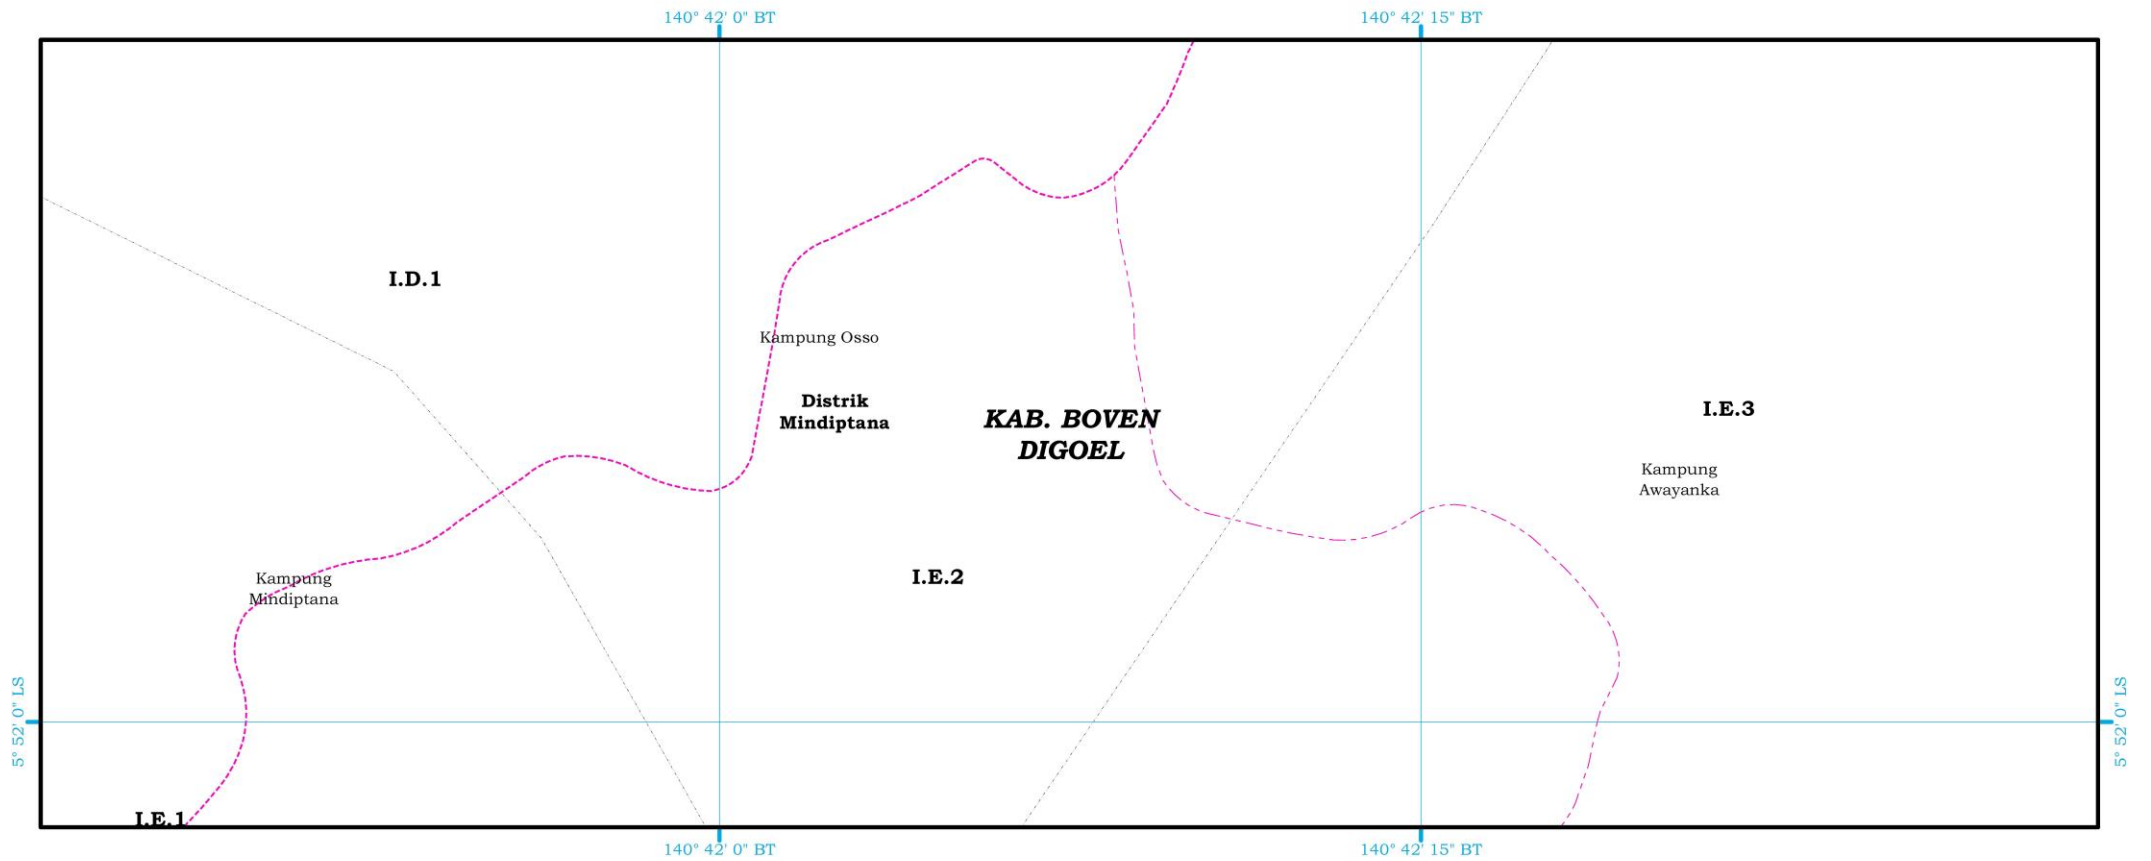 140° 42' 0" BT
140° 42' 15" BT
I.D.1
Kampung Osso
Distrik
Mindiptana
KAB. BOVEN
DIGOEL
I.E.3
Kampung
Awayanka
I.E.2
Kampung
Mindiptana
5° 52' 0" LS
5° 52' 0" LS
I.E.1
140° 42' 0" BT
140° 42' 15" BT